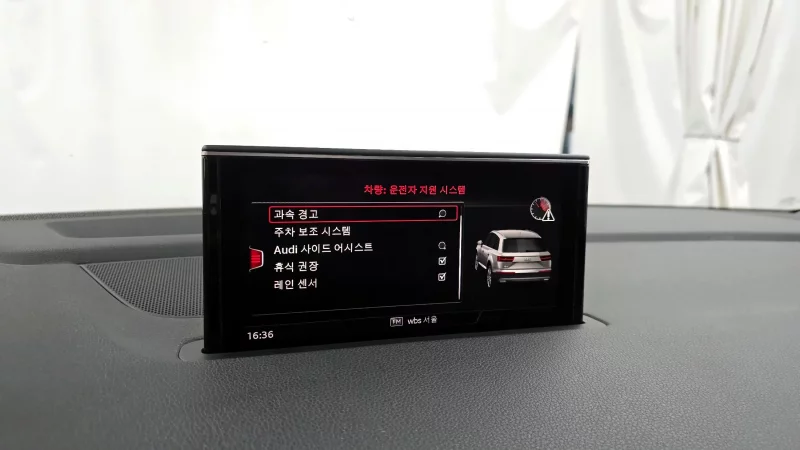 차량: 운전자 지원 시스템
과속 경고
주차 보조 시스템
Audi 사이드 어시스트
휴식 권장
레인 센서
FM wbs 서울
16:36